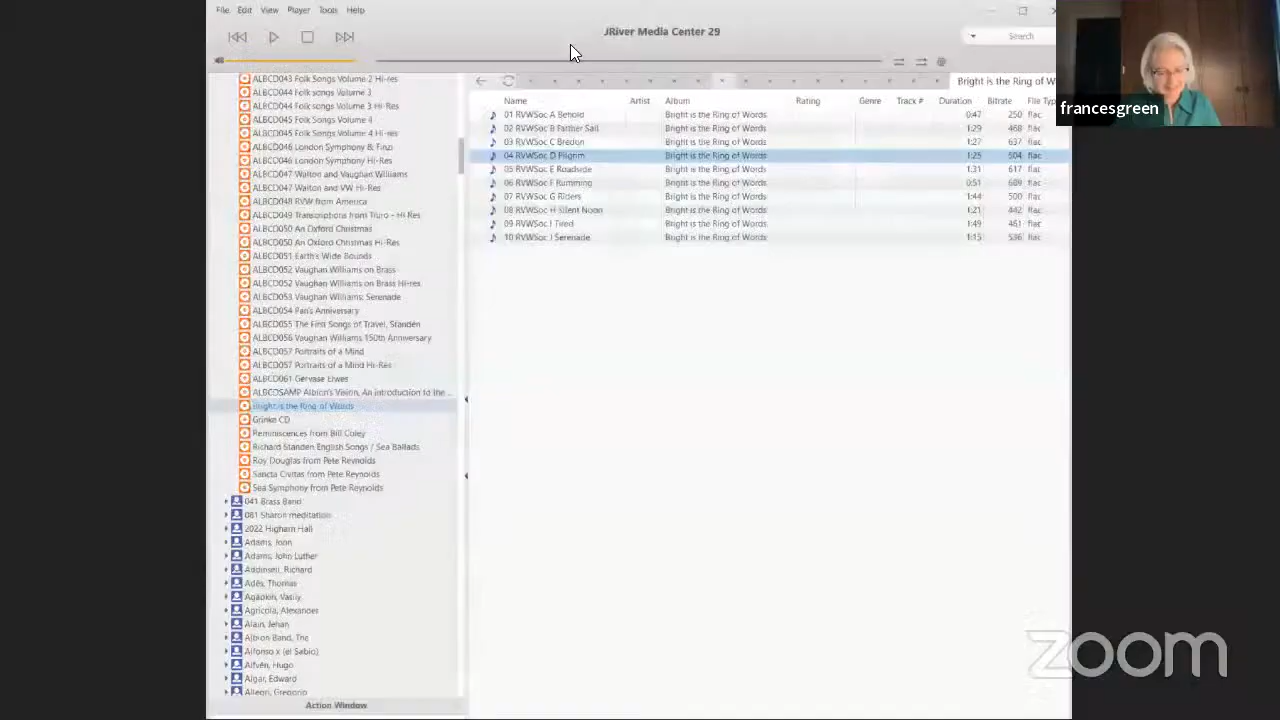 File Edit View Player Tools Help
JRiver Media Center 29
Search
ALBCD043 Folk Songs Volume 2 Hi-res
ALBCD044 Folk songs Volume 3
ALBCD044 Folk songs Volume 3 Hi-Res
ALBCD045 Folk Songs Volume 4
ALBCD045 Folk Songs Volume 4 Hi-res
ALBCD046 London Symphony & Finzi
ALBCD046 London Symphony Hi-Res
ALBCD047 Walton and Vaughan Williams
ALBCD047 Walton and VW Hi-Res
ALBCD048 RVW from America
ALBCD049 Transcriptions from Truro - Hi Res
ALBCD050 An Oxford Christmas
ALBCD050 An Oxford Christmas Hi-Res
ALBCD051 Earth's Wide Bounds
ALBCD052 Vaughan Williams on Brass
ALBCD052 Vaughan Williams on Brass Hi-res
ALBCD053 Vaughan Williams: Serenade
ALBCD054 Pan's Anniversary
ALBCD055 The First Songs of Travel, Standen
ALBCD056 Vaughan Williams 150th Anniversary
ALBCD057 Portraits of a Mind
ALBCD057 Portraits of a Mind Hi-Res
ALBCD061 Gervase Elwes
ALBCDSAMP Albion's Vision, An introduction to the ...
Bright is the Ring of Words
Grinke CD
Reminiscences from Bill Coley
Richard Standen English Songs / Sea Ballads
Roy Douglas from Pete Reynolds
Sancta Civitas from Pete Reynolds
Sea Symphony from Pete Reynolds
041 Brass Band
081 Sharon meditation
2022 Higham Hall
Adams, Joon
Adams, John Luther
Addinsell, Richard
Adès, Thomas
Agapkin, Vasily
Agricola, Alexander
Alain, Jehan
Albion Band, The
Alfonso x (el Sabio)
Alfvén, Hugo
Algar, Edward
Allegri, Gregorio
Action Window
Bright is the Ring of W
Name Artist Album Rating Genre Track # Duration Bitrate File Typ
01 RVWSoc A Behold Bright is the Ring of Words 0:47 250 flac
02 RVWSoc B Farther Sail Bright is the Ring of Words 1:29 468 flac
03 RVWSoc C Bredon Bright is the Ring of Words 1:27 637 flac
04 RVWSoc D Pilgrim Bright is the Ring of Words 1:25 504 flac
05 RVWSoc E Roadside Bright is the Ring of Words 1:31 617 flac
06 RVWSoc F Rumming Bright is the Ring of Words 0:51 689 flac
07 RVWSoc G Riders Bright is the Ring of Words 1:44 500 flac
08 RVWSoc H Silent Noon Bright is the Ring of Words 1:21 442 flac
09 RVWSoc I Tired Bright is the Ring of Words 1:49 461 flac
10 RVWSoc J Serenade Bright is the Ring of Words 1:15 536 flac
francesgreen
zoom